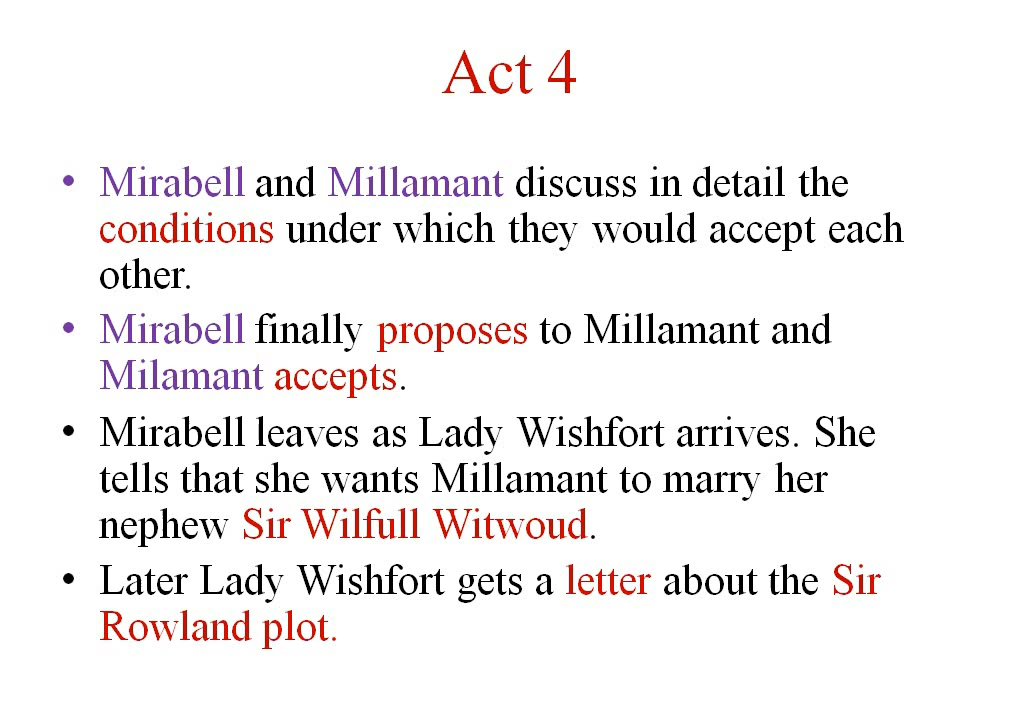 Act 4
• Mirabell and Millamant discuss in detail the
conditions under which they would accept each
other.
• Mirabell finally proposes to Millamant and
Milamant accepts.
• Mirabell leaves as Lady Wishfort arrives. She
tells that she wants Millamant to marry her
nephew Sir Wilfull Witwoud.
• Later Lady Wishfort gets a letter about the Sir
Rowland plot.